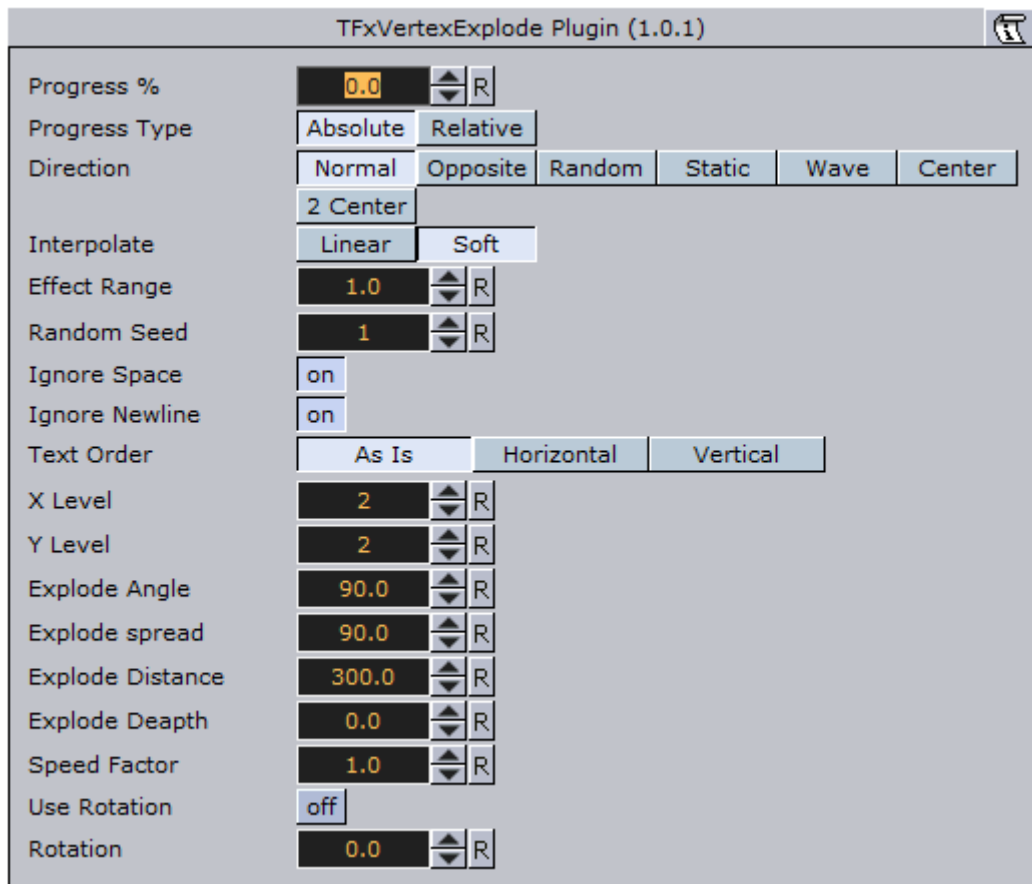 TFxVertexExplode Plugin (1.0.1)
Progress % 0.0 R
Progress Type Absolute Relative
Direction Normal Opposite Random Static Wave Center
2 Center
Interpolate Linear Soft
Effect Range 1.0 R
Random Seed 1 R
Ignore Space on
Ignore Newline on
Text Order As Is Horizontal Vertical
X Level 2 R
Y Level 2 R
Explode Angle 90.0 R
Explode spread 90.0 R
Explode Distance 300.0 R
Explode Deapth 0.0 R
Speed Factor 1.0 R
Use Rotation off
Rotation 0.0 R